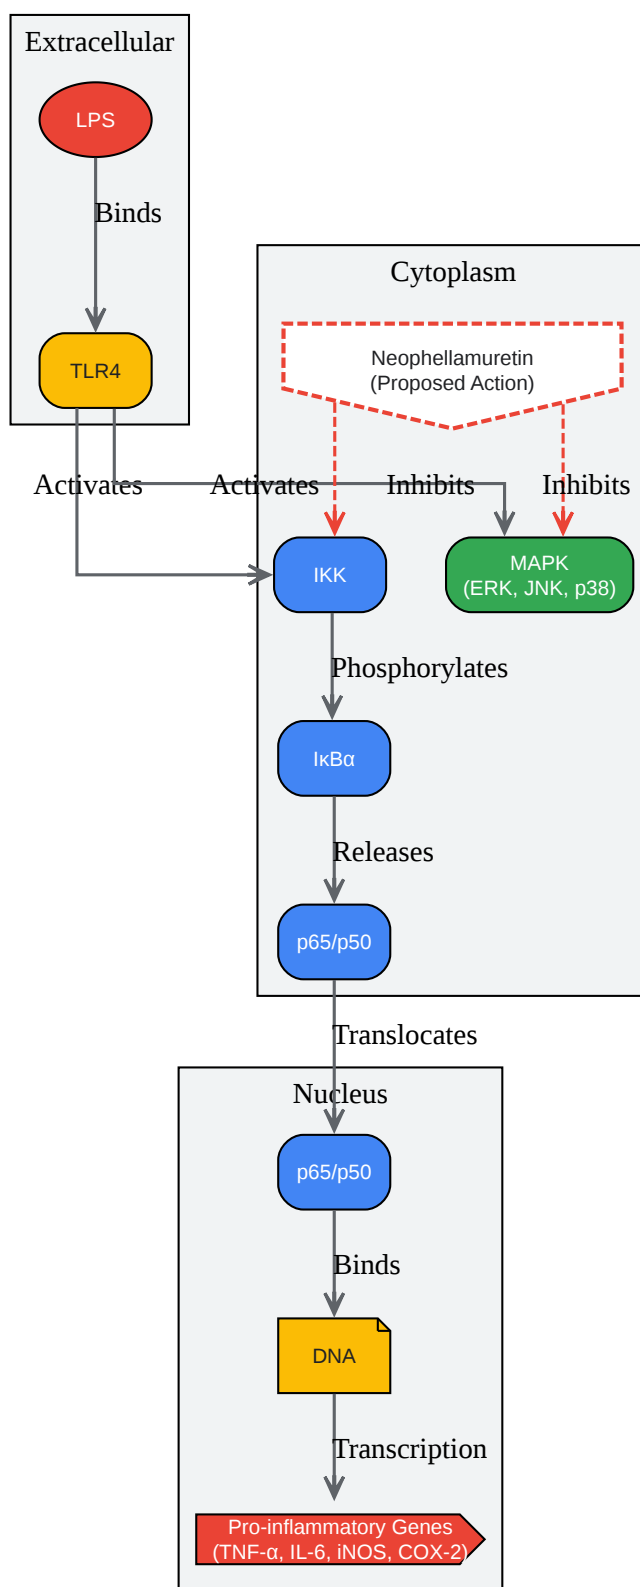 Extracellular
LPS
Binds
TLR4
Cytoplasm
Neophellamuretin
(Proposed Action)
Activates
Activates
Inhibits
Inhibits
IKK
MAPK
(ERK, JNK, p38)
Phosphorylates
IκBα
Releases
p65/p50
Translocates
Nucleus
p65/p50
Binds
DNA
Transcription
Pro-inflammatory Genes
(TNF-α, IL-6, iNOS, COX-2)